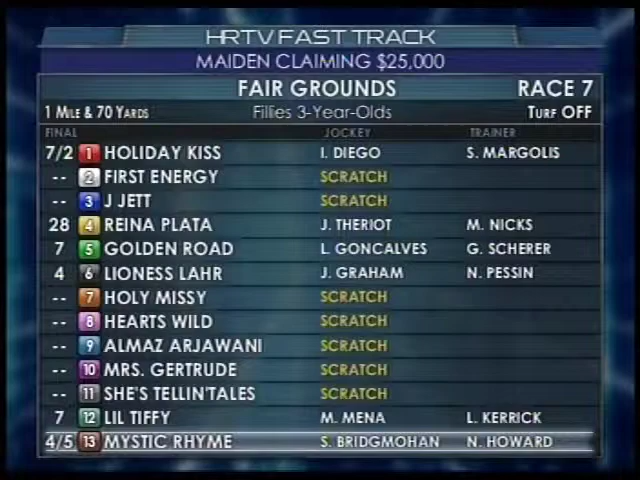 HRTV FAST TRACK
MAIDEN CLAIMING $25,000
FAIR GROUNDS RACE 7
1 MILE & 70 YARDS Fillies 3-Year-Olds TURF OFF
FINAL JOCKEY TRAINER
7/2 1 HOLIDAY KISS I. DIEGO S. MARGOLIS
-- 2 FIRST ENERGY SCRATCH
-- 3 J JETT SCRATCH
28 4 REINA PLATA J. THERIOT M. NICKS
7 5 GOLDEN ROAD L. GONCALVES G. SCHERER
4 6 LIONESS LAHR J. GRAHAM N. PESSIN
-- 7 HOLY MISSY SCRATCH
-- 8 HEARTS WILD SCRATCH
-- 9 ALMAZ ARJAWANI SCRATCH
-- 10 MRS. GERTRUDE SCRATCH
-- 11 SHE'S TELLIN'TALES SCRATCH
7 12 LIL TIFFY M. MENA L. KERRICK
4/5 13 MYSTIC RHYME S. BRIDGMOHAN N. HOWARD